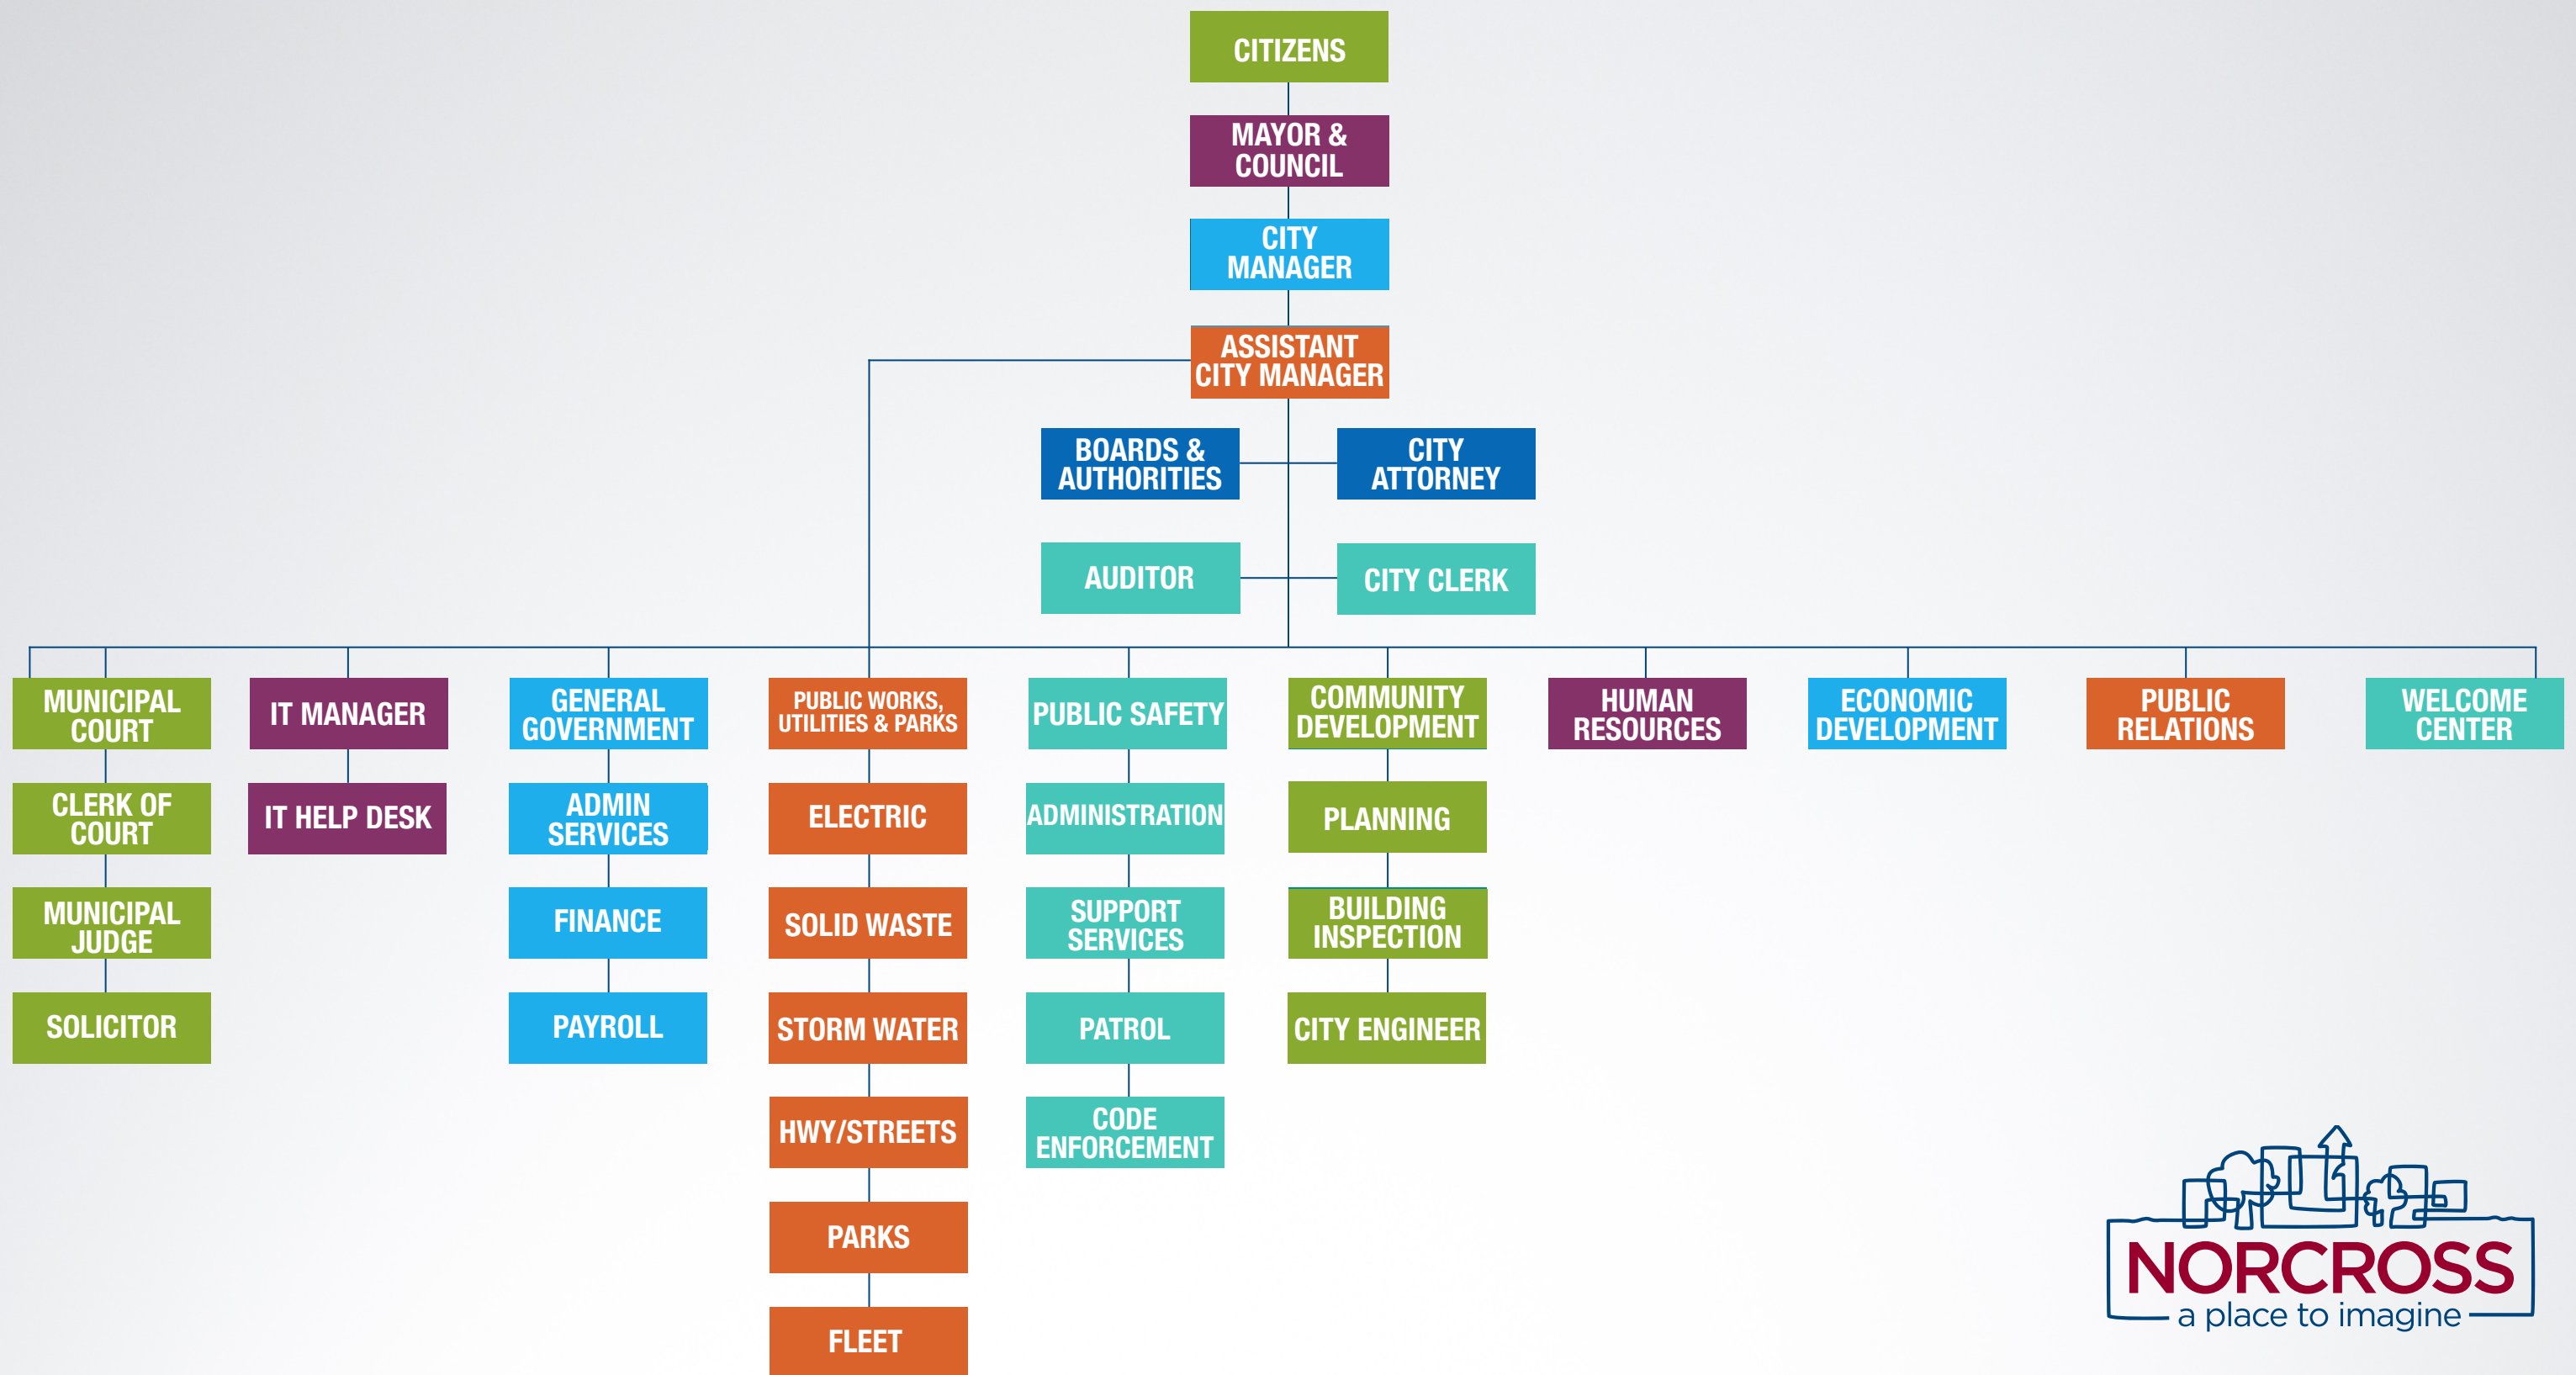 CITIZENS
MAYOR &
COUNCIL
CITY
MANAGER
ASSISTANT
CITY MANAGER
BOARDS &
AUTHORITIES
CITY
ATTORNEY
AUDITOR
CITY CLERK
MUNICIPAL
COURT
IT MANAGER
GENERAL
GOVERNMENT
PUBLIC WORKS,
UTILITIES & PARKS
PUBLIC SAFETY
COMMUNITY
DEVELOPMENT
HUMAN
RESOURCES
ECONOMIC
DEVELOPMENT
PUBLIC
RELATIONS
WELCOME
CENTER
CLERK OF
COURT
IT HELP DESK
ADMIN
SERVICES
ELECTRIC
ADMINISTRATION
PLANNING
MUNICIPAL
JUDGE
FINANCE
SOLID WASTE
SUPPORT
SERVICES
BUILDING
INSPECTION
SOLICITOR
PAYROLL
STORM WATER
PATROL
CITY ENGINEER
HWY/STREETS
CODE
ENFORCEMENT
PARKS
FLEET
NORCROSS
a place to imagine